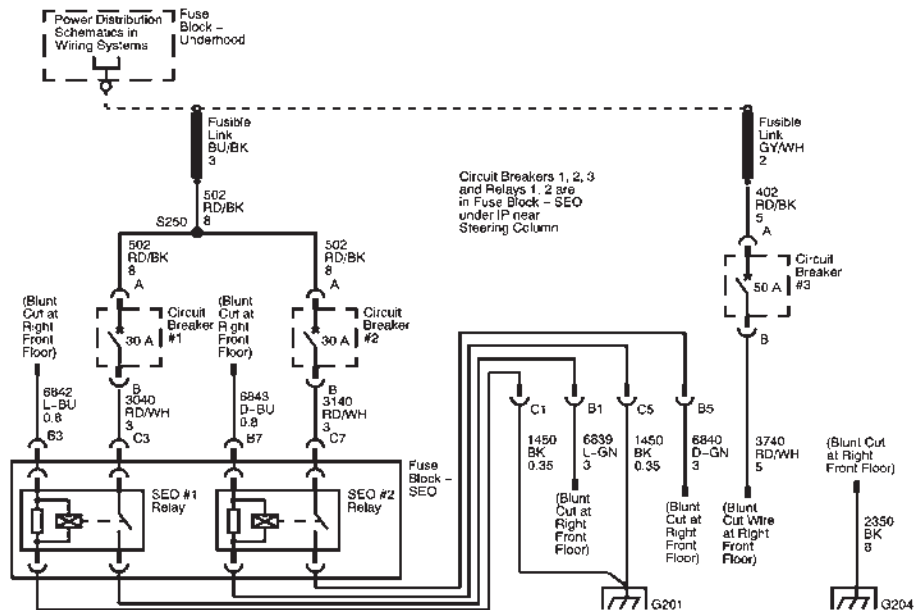 Power Distribution
Schematics in
Wiring Systems
Fuse
Block –
Underhood
Fusible
Link
BU/BK
3
Fusible
Link
GY/WH
2
Circuit Breakers 1, 2, 3
and Relays 1, 2 are
in Fuse Block – SEO
under IP near
Steering Column
502
RD/BK
8
S250
402
RD/BK
5
A
502
RD/BK
8
A
502
RD/BK
8
A
Circuit
Breaker
#3
50 A
B
(Blunt
Cut at
Right
Front
Floor)
Circuit
Breaker
#1
30 A
B
(Blunt
Cut at
Right
Front
Floor)
Circuit
Breaker
#2
30 A
B
6842
L-BU
0.8
B3
3040
RD/WH
3
C3
6843
D-BU
0.8
B7
3140
RD/WH
3
C7
C1
B1
C5
B5
1450
BK
0.35
6839
L-GN
3
1450
BK
0.35
6840
D-GN
3
3740
RD/WH
5
(Blunt Cut
at Right
Front Floor)
Fuse
Block –
SEO
SEO #1
Relay
SEO #2
Relay
(Blunt
Cut at
Right
Front
Floor)
(Blunt
Cut at
Right
Front
Floor)
(Blunt
Cut Wire
at Right
Front
Floor)
2350
BK
8
G201
G204